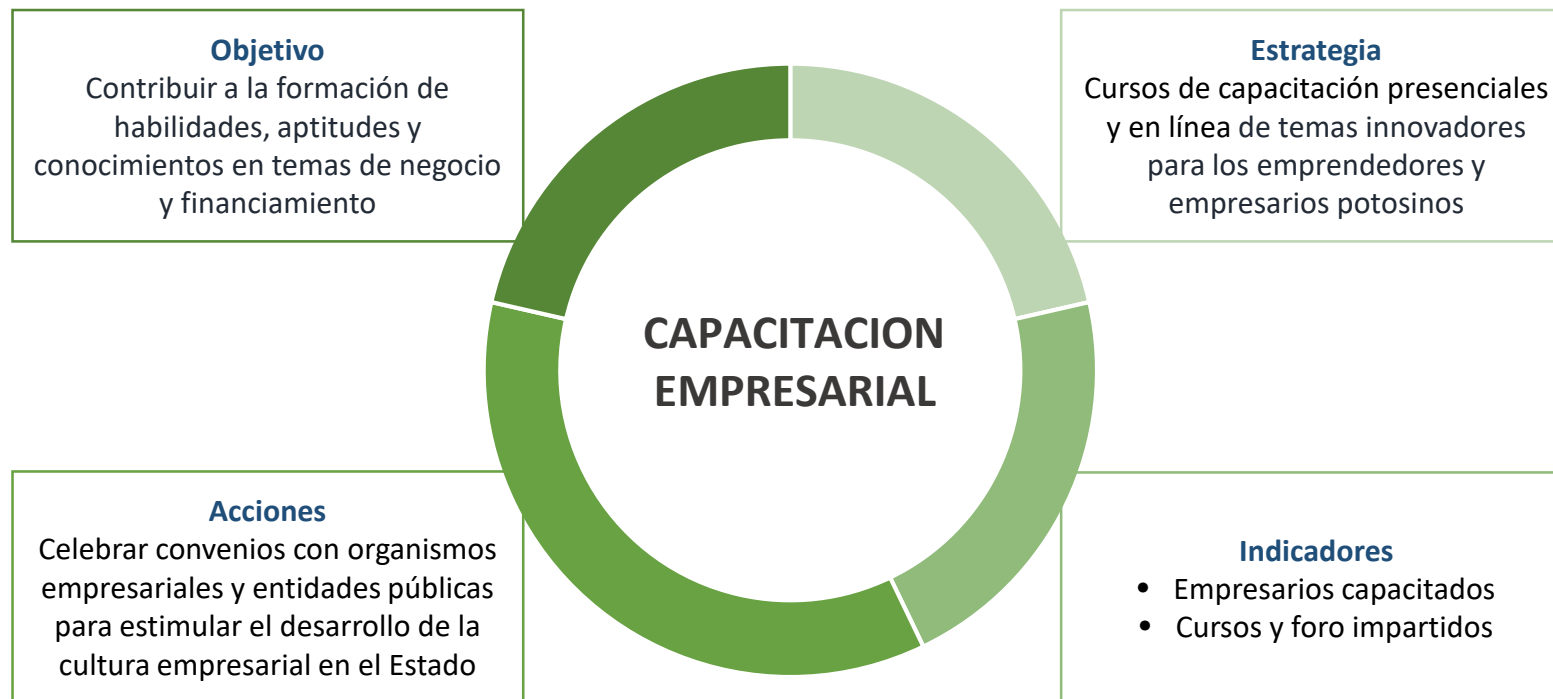 Objetivo
Contribuir a la formación de
habilidades, aptitudes y
conocimientos en temas de negocio
y financiamiento
Estrategia
Cursos de capacitación presenciales
y en línea de temas innovadores
para los emprendedores y
empresarios potosinos
CAPACITACION
EMPRESARIAL
Acciones
Celebrar convenios con organismos
empresariales y entidades públicas
para estimular el desarrollo de la
cultura empresarial en el Estado
Indicadores
• Empresarios capacitados
• Cursos y foro impartidos